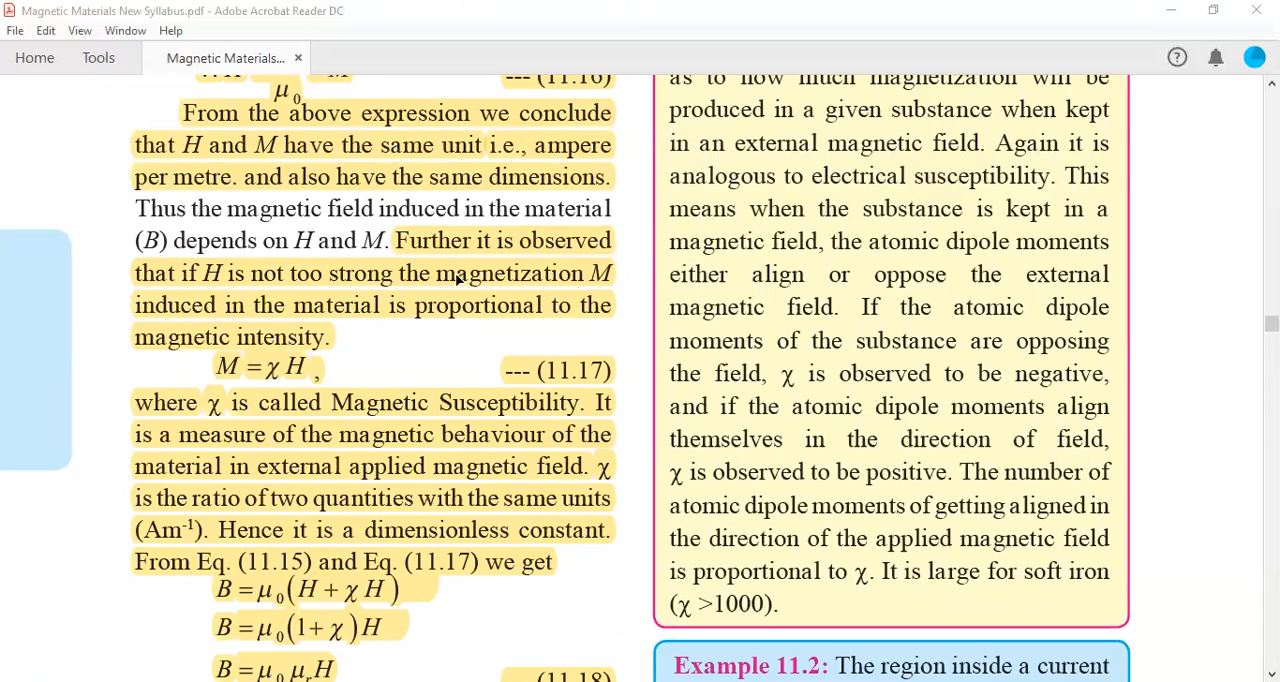 Magnetic Materials New Syllabus.pdf - Adobe Acrobat Reader DC
File Edit View Window Help
Home Tools Magnetic Materials... ×
μ₀
--- (11.16)
From the above expression we conclude
that H and M have the same unit i.e., ampere
per metre. and also have the same dimensions.
Thus the magnetic field induced in the material
(B) depends on H and M. Further it is observed
that if H is not too strong the magnetization M
induced in the material is proportional to the
magnetic intensity.
M = χ H , --- (11.17)
where χ is called Magnetic Susceptibility. It
is a measure of the magnetic behaviour of the
material in external applied magnetic field. χ
is the ratio of two quantities with the same units
(Am⁻¹). Hence it is a dimensionless constant.
From Eq. (11.15) and Eq. (11.17) we get
B = μ₀(H + χ H)
B = μ₀(1+ χ)H
B = μ₀ μᵣH --- (11.18)
as to how much magnetization will be
produced in a given substance when kept
in an external magnetic field. Again it is
analogous to electrical susceptibility. This
means when the substance is kept in a
magnetic field, the atomic dipole moments
either align or oppose the external
magnetic field. If the atomic dipole
moments of the substance are opposing
the field, χ is observed to be negative,
and if the atomic dipole moments align
themselves in the direction of field,
χ is observed to be positive. The number of
atomic dipole moments of getting aligned in
the direction of the applied magnetic field
is proportional to χ. It is large for soft iron
(χ >1000).
Example 11.2: The region inside a current